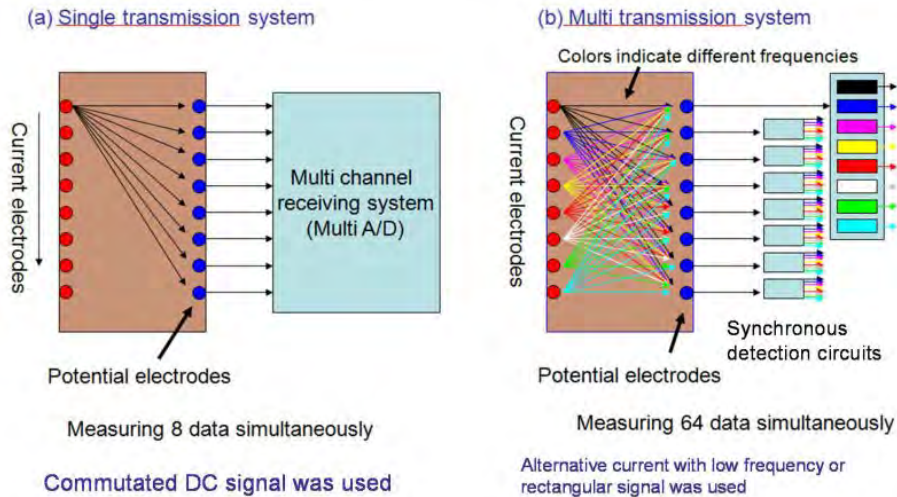 (a) Single transmission system
Current electrodes
Multi channel
receiving system
(Multi A/D)
Potential electrodes
Measuring 8 data simultaneously
Commutated DC signal was used
(b) Multi transmission system
Colors indicate different frequencies
Current electrodes
Synchronous
detection circuits
Potential electrodes
Measuring 64 data simultaneously
Alternative current with low frequency or
rectangular signal was used